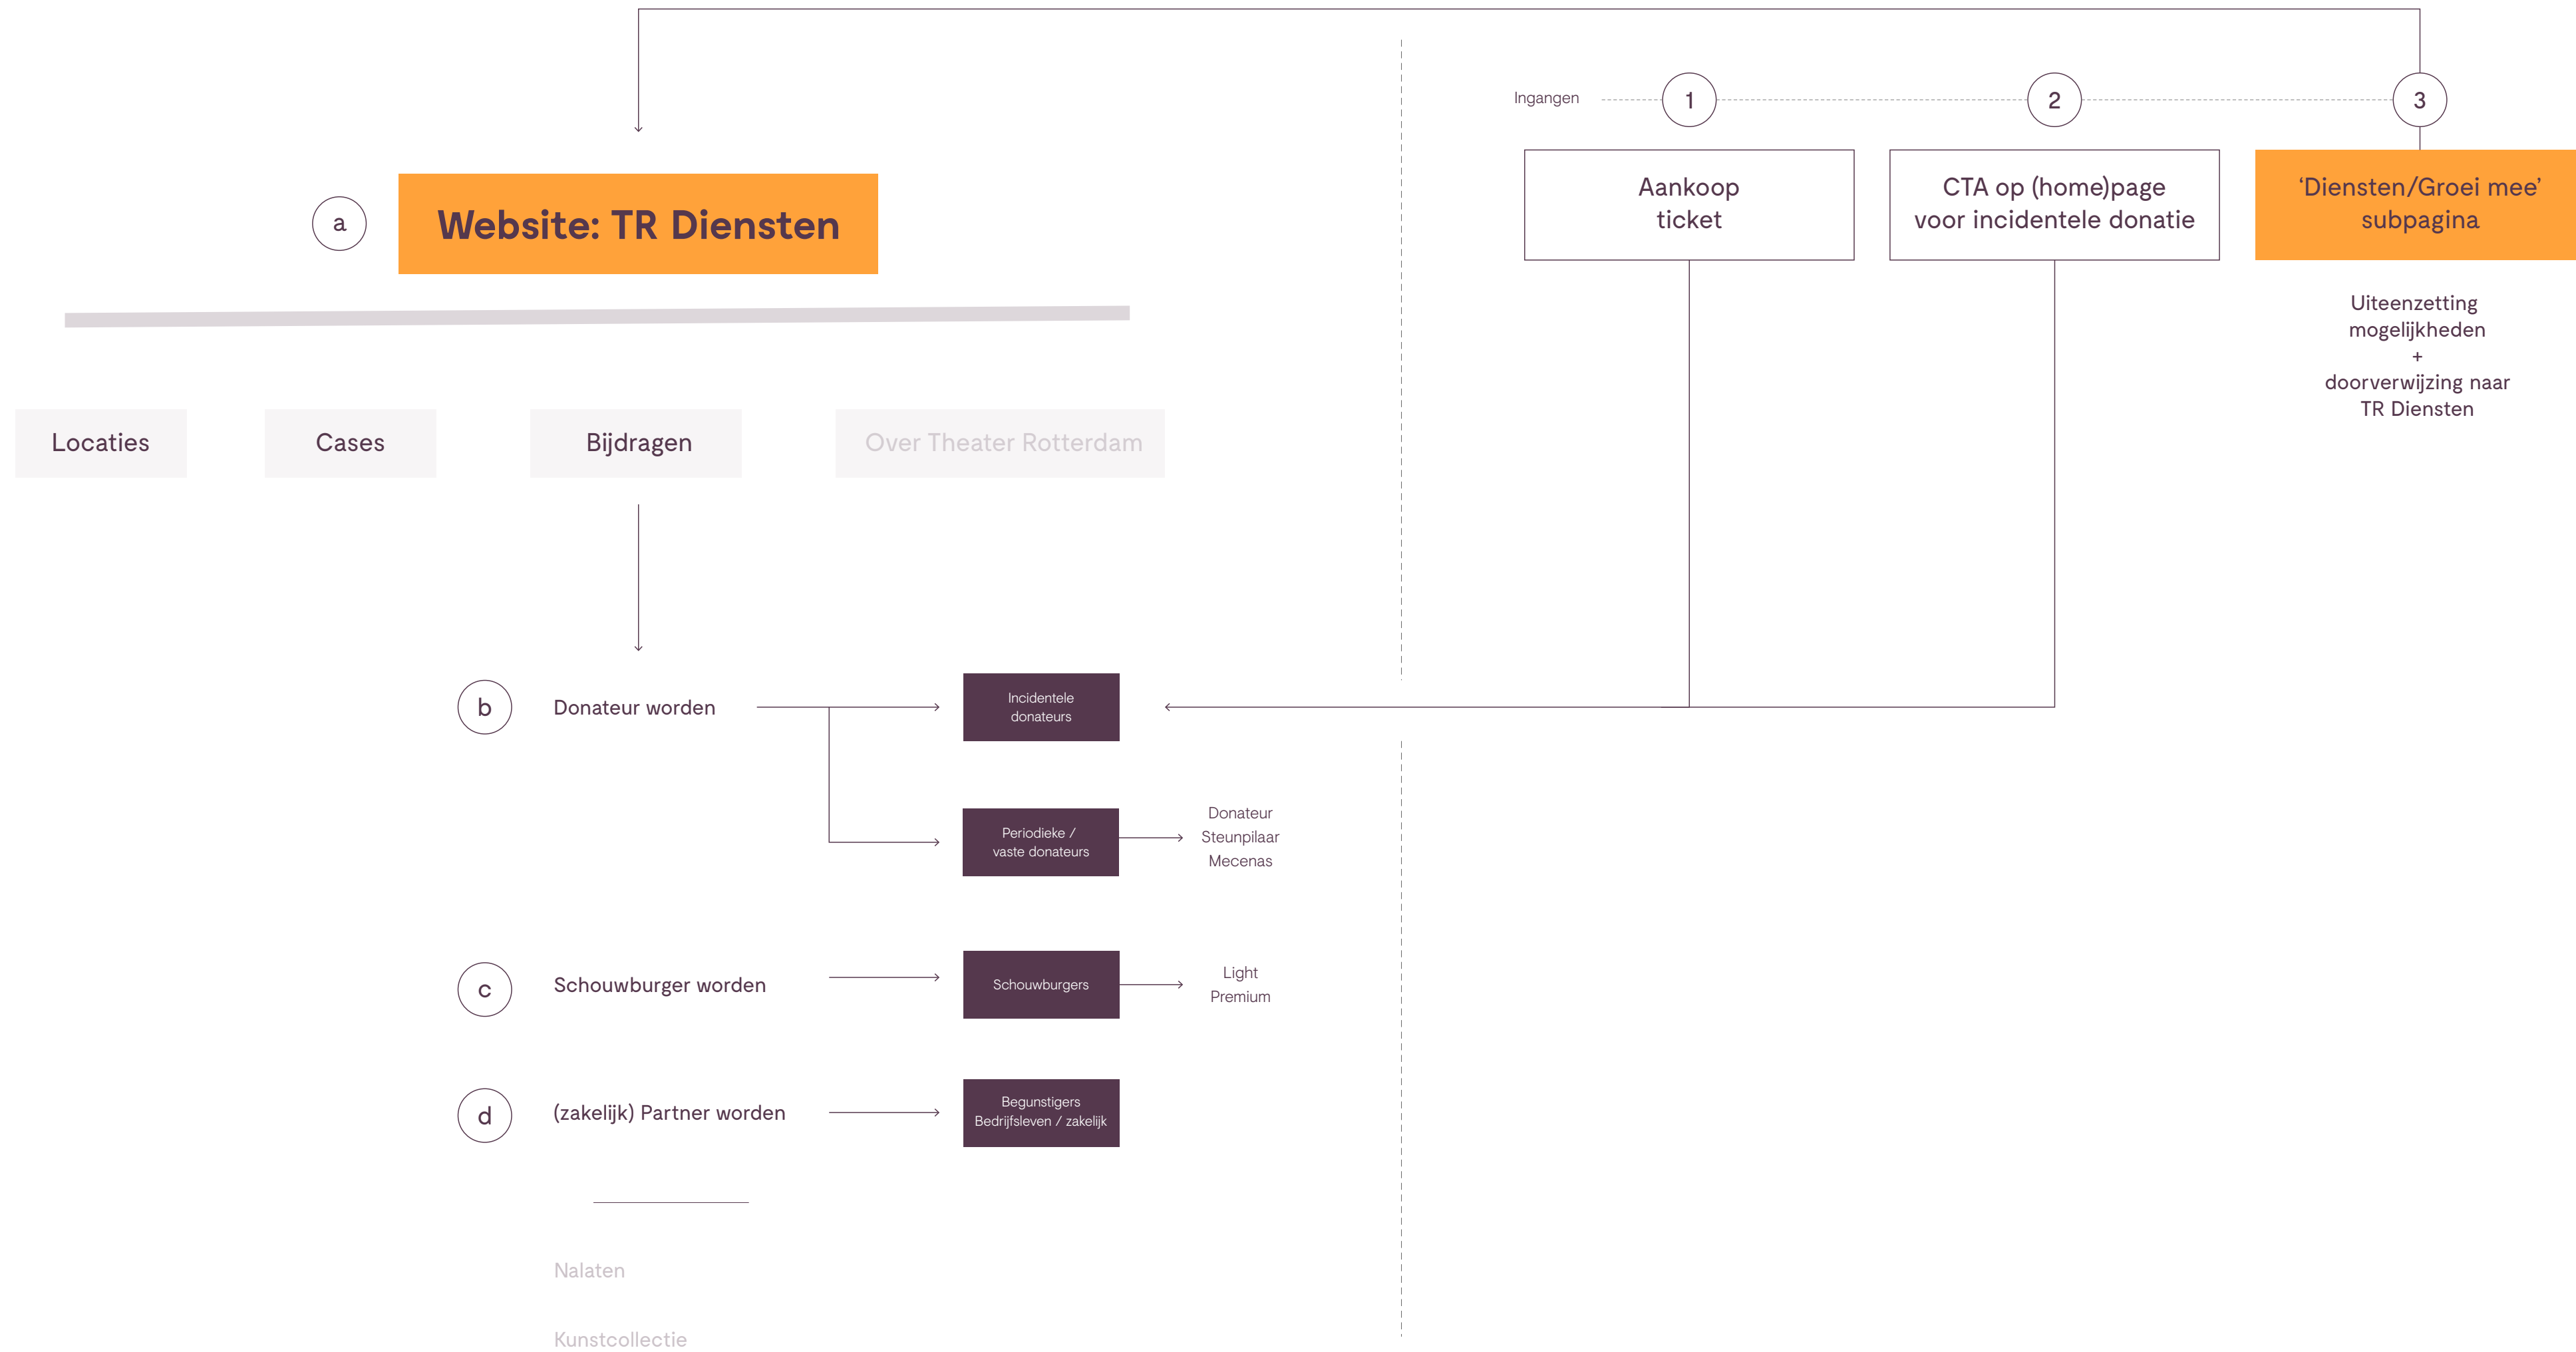 Ingangen
1
2
3
Aankoop
ticket
CTA op (home)page
voor incidentele donatie
‘Diensten/Groei mee’
subpagina
Uiteenzetting
mogelijkheden
+
doorverwijzing naar
TR Diensten
a
Website: TR Diensten
Locaties
Cases
Bijdragen
Over Theater Rotterdam
b
Donateur worden
Incidentele
donateurs
Periodieke /
vaste donateurs
Donateur
Steunpilaar
Mecenas
c
Schouwburger worden
Schouwburgers
Light
Premium
d
(zakelijk) Partner worden
Begunstigers
Bedrijfsleven / zakelijk
Nalaten
Kunstcollectie